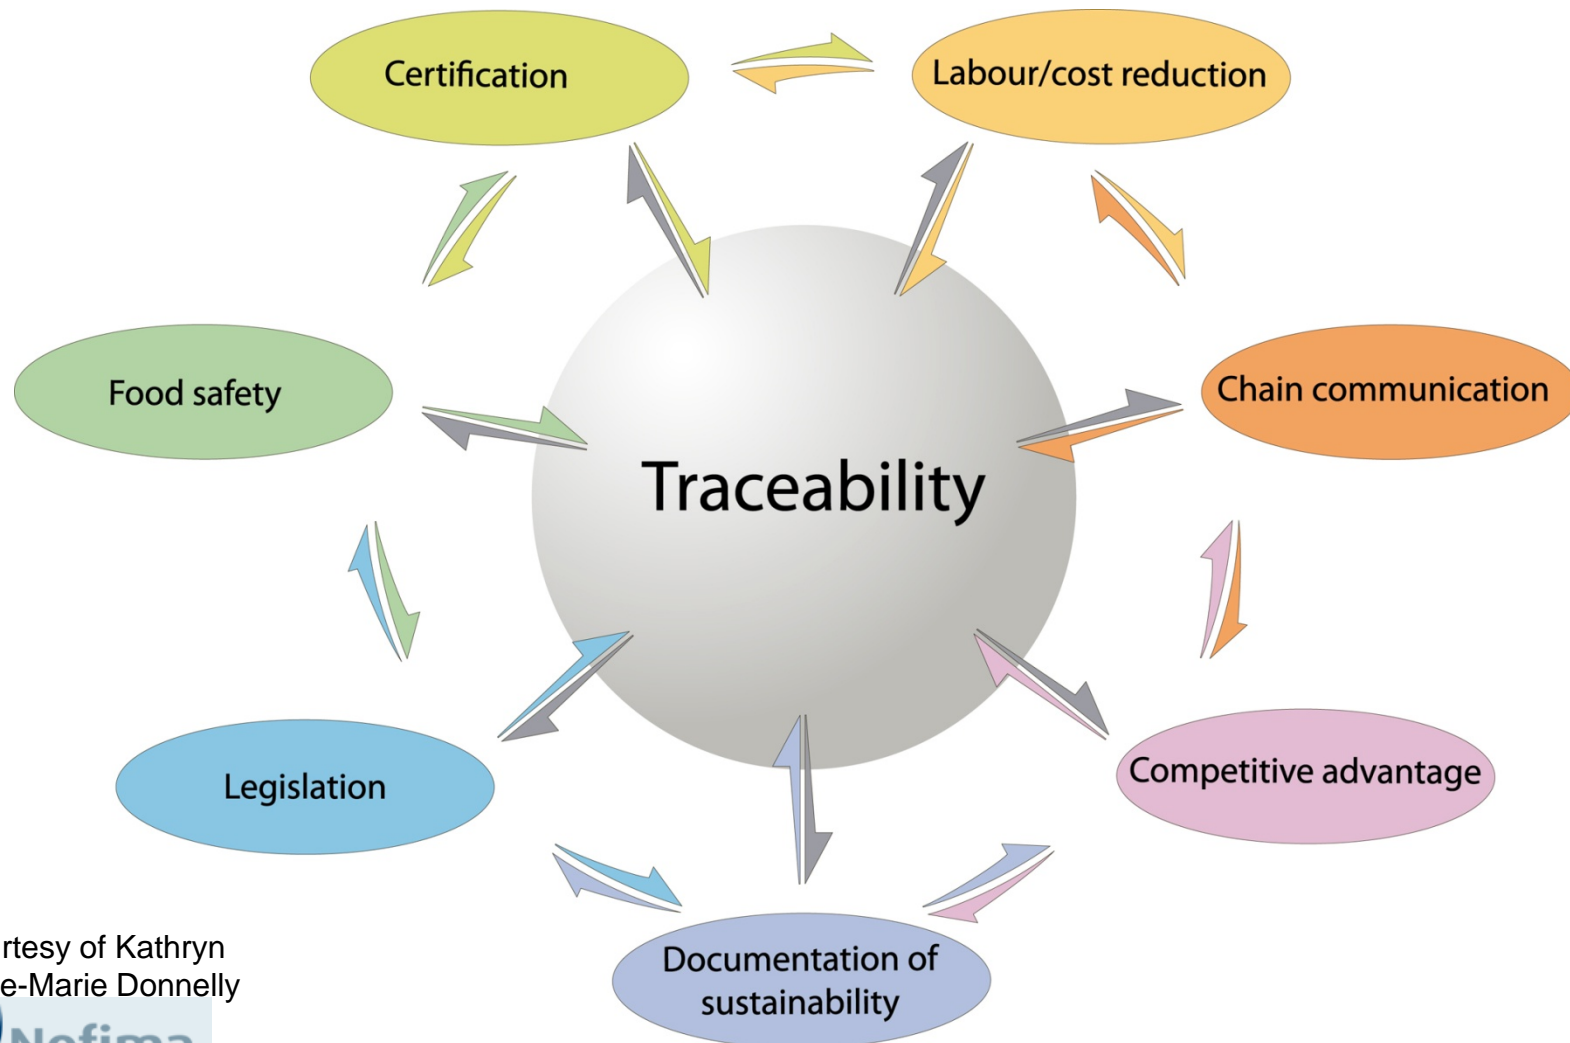 Certification
Labour/cost reduction
Food safety
Chain communication
Traceability
Legislation
Competitive advantage
Documentation of
sustainability
rtesy of Kathryn
e-Marie Donnelly
Nofima